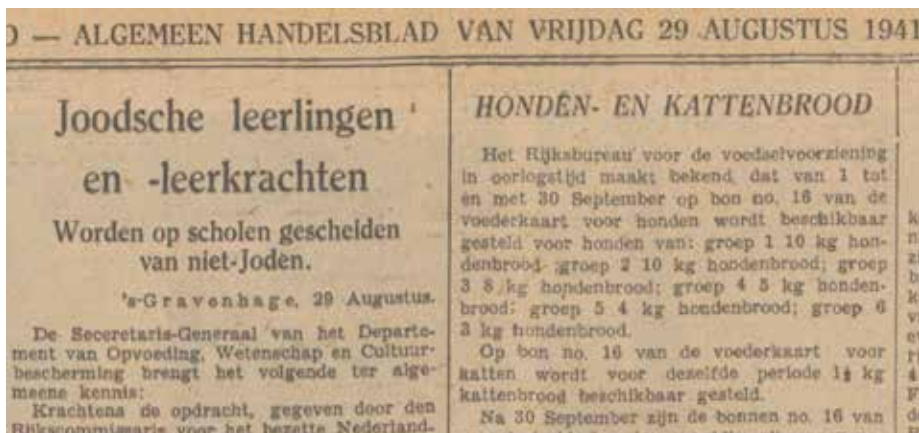 D — ALGEMEEN HANDELSBLAD VAN VRIJDAG 29 AUGUSTUS 1941
Joodsche leerlingen
en -leerkrachten
Worden op scholen gescheiden
van niet-Joden.
's-Gravenhage, 29 Augustus.
De Seceretaris-Generaal van het Departe-
ment van Opvoeding, Wetenschap en Cultuur-
bescherming brengt het volgende ter alge-
meene kennis:
Krachtens de opdracht, gegeven door den
Rijkscommissaris voor het bezette Nederland-
HONDEN- EN KATTENBROOD
Het Rijksbureau voor de voedselvoorziening
in oorlogstijd maakt bekend, dat van 1 tot
en met 30 September op bon no. 16 van de
voederkaart voor honden wordt beschikbaar
gesteld voor honden van: groep 1 10 kg hon-
denbrood; groep 2 10 kg hondenbrood; groep
3 8 kg hondenbrood; groep 4 5 kg honden-
brood; groep 5 4 kg hondenbrood; groep 6
3 kg hondenbrood.
Op bon no. 16 van de voederkaart voor
katten wordt voor dezelfde periode 1½ kg
kattenbrood beschikbaar gesteld.
Na 30 September zijn de bonnen no. 16 van